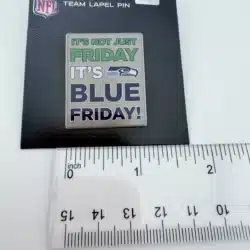 NFL
TEAM LAPEL PIN
IT'S NOT JUST
FRIDAY
IT'S
BLUE
FRIDAY!
inch
0 1 2
15 14 13 12 11 10